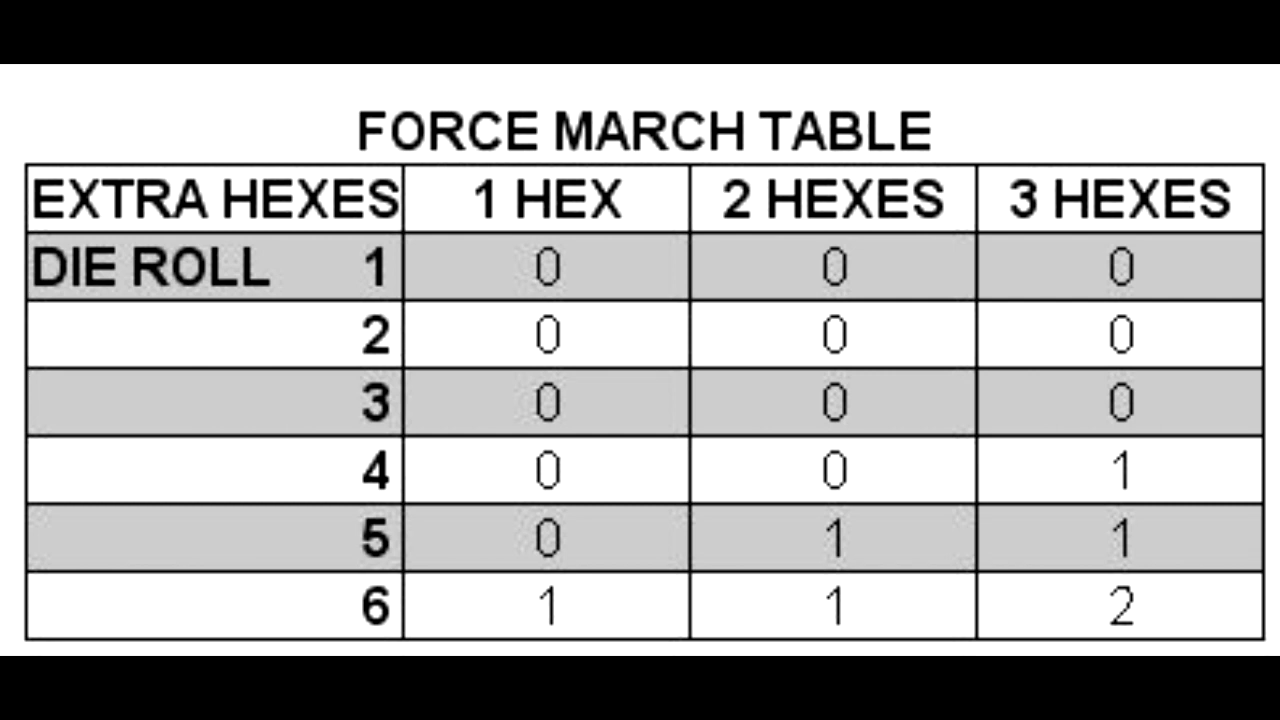 FORCE MARCH TABLE
EXTRA HEXES 1 HEX 2 HEXES 3 HEXES
DIE ROLL 1 0 0 0
2 0 0 0
3 0 0 0
4 0 0 1
5 0 1 1
6 1 1 2